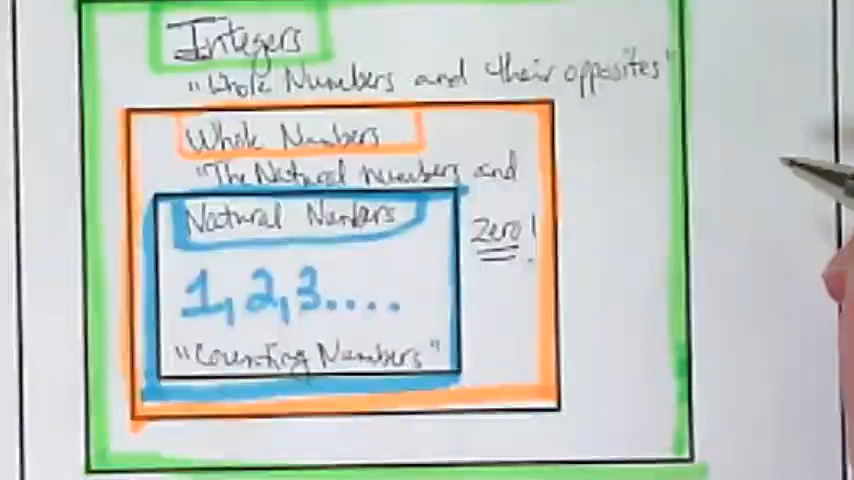 Integers
"Whole Numbers and their opposites"
Whole Numbers
"The Natural numbers and
zero!
Natural Numbers
1, 2, 3....
"Counting Numbers"